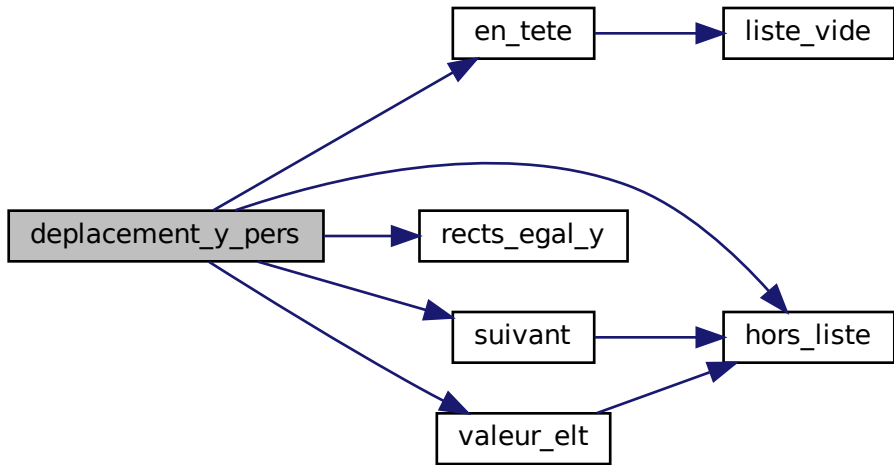 en_tete
liste_vide
deplacement_y_pers
rects_egal_y
suivant
hors_liste
valeur_elt